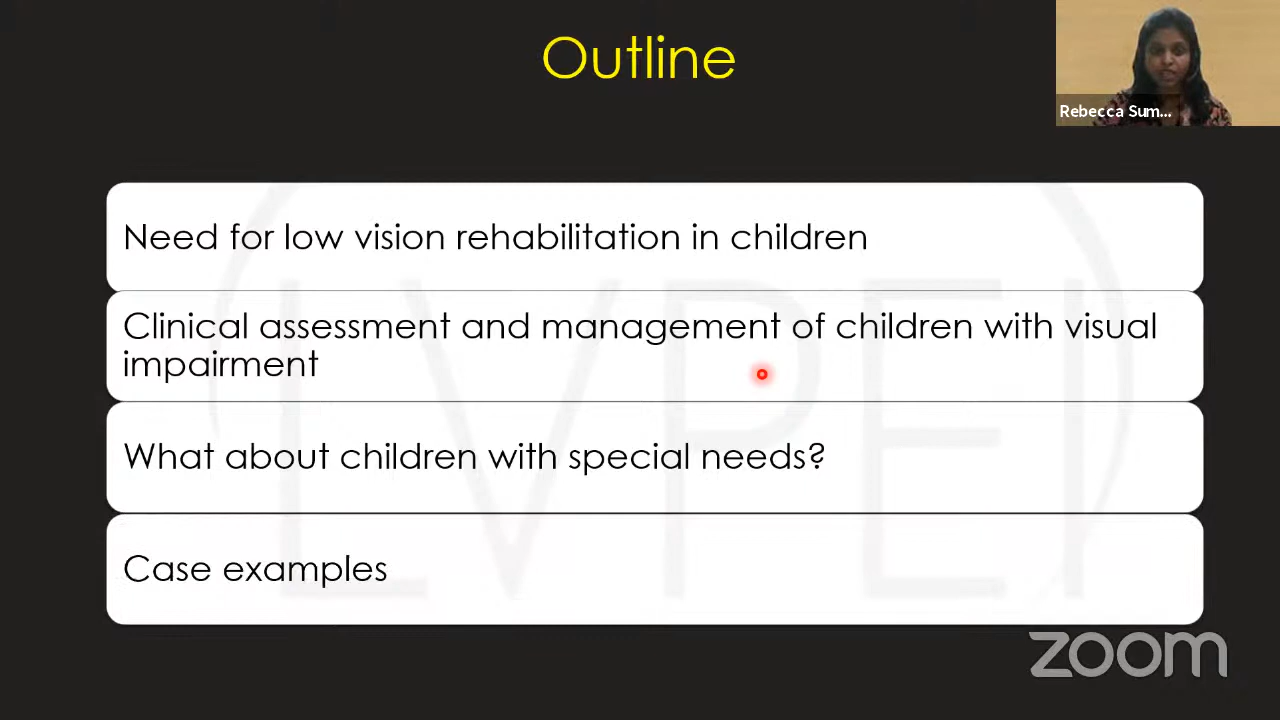 Outline
Rebecca Sum...
Need for low vision rehabilitation in children
Clinical assessment and management of children with visual
impairment
What about children with special needs?
Case examples
LVPEI
zoom